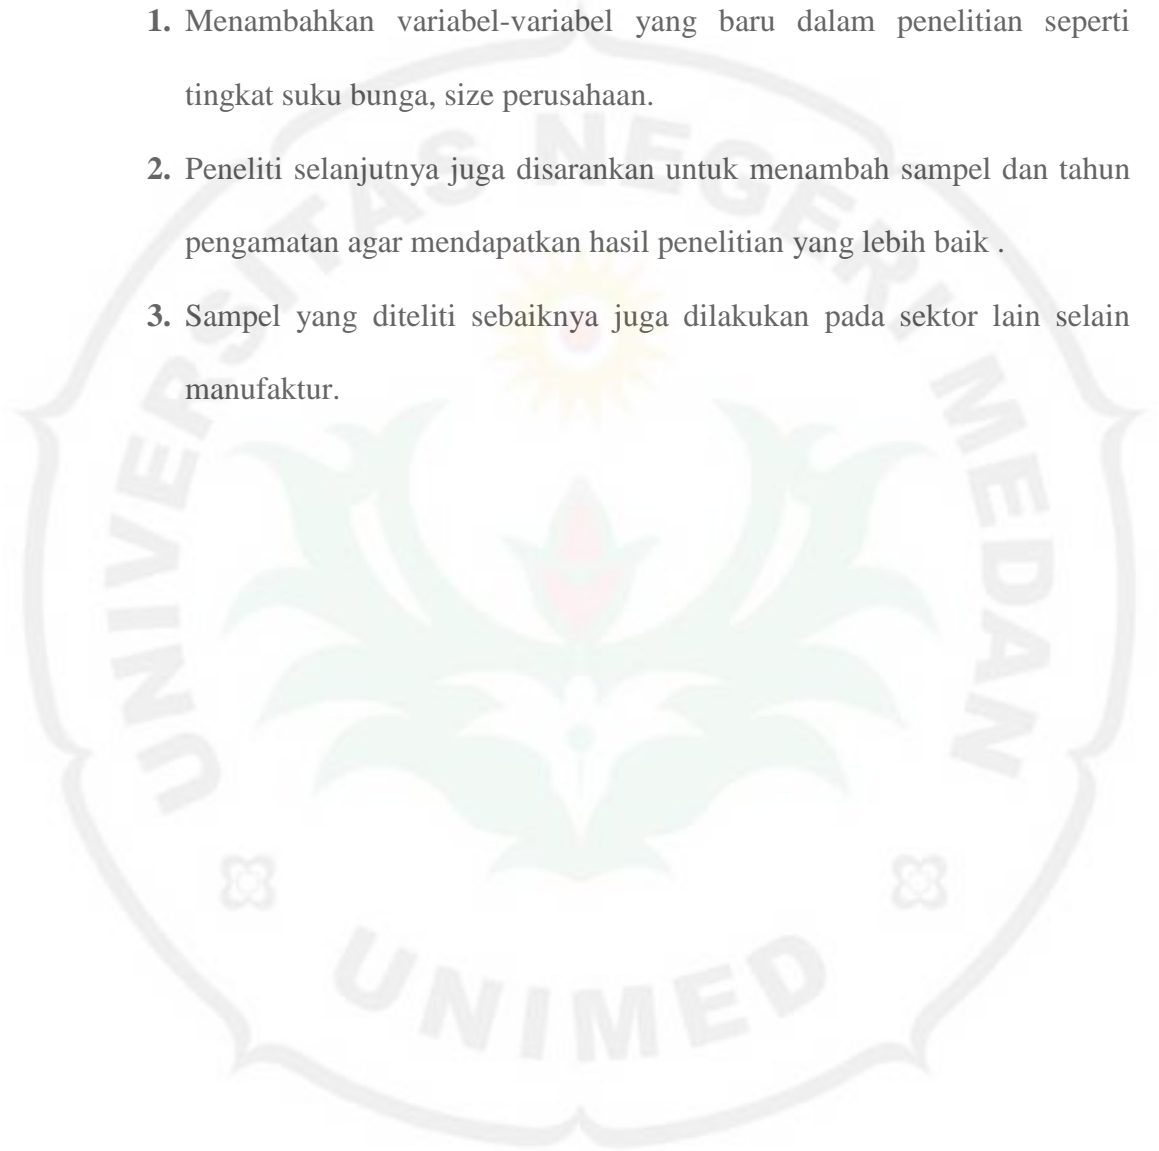 1. Menambahkan variabel-variabel yang baru dalam penelitian seperti
tingkat suku bunga, size perusahaan.
2. Peneliti selanjutnya juga disarankan untuk menambah sampel dan tahun
pengamatan agar mendapatkan hasil penelitian yang lebih baik .
3. Sampel yang diteliti sebaiknya juga dilakukan pada sektor lain selain
manufaktur.
UNIVERSITAS NEGERI MEDAN
UNIMED